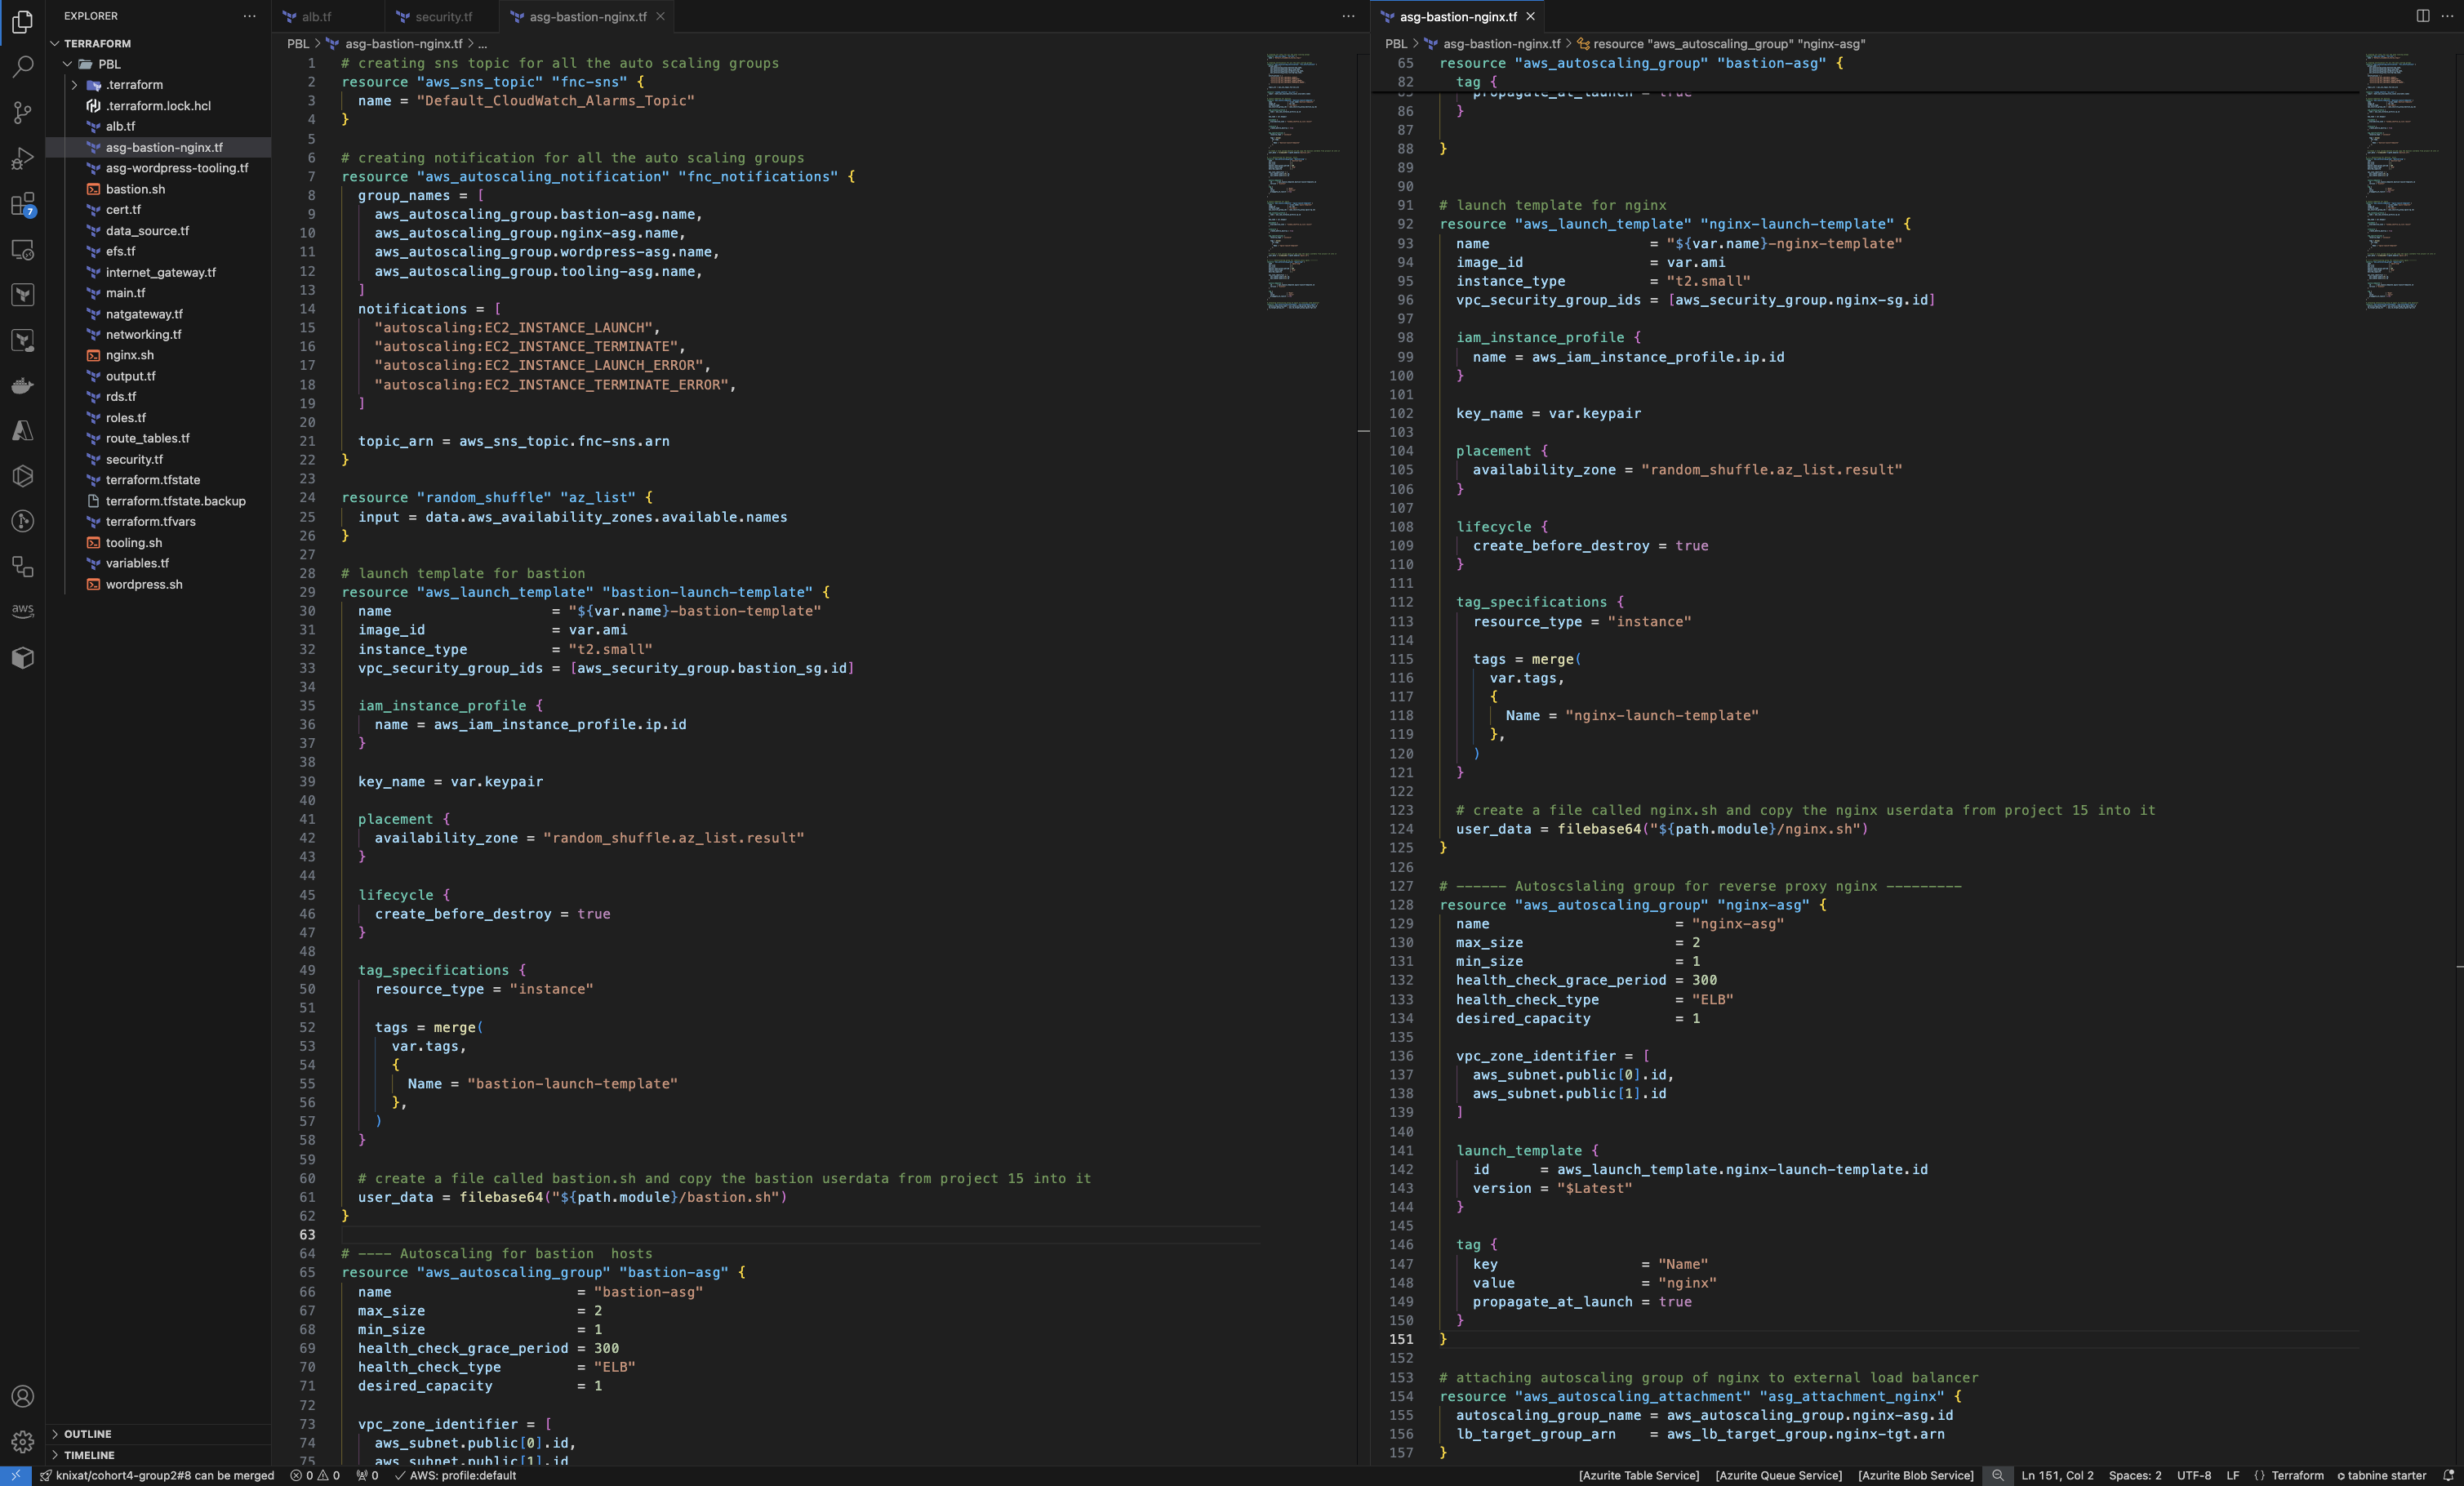 EXPLORER
TERRAFORM
PBL
.terraform
.terraform.lock.hcl
alb.tf
asg-bastion-nginx.tf
asg-wordpress-tooling.tf
bastion.sh
cert.tf
data_source.tf
efs.tf
internet_gateway.tf
main.tf
natgateway.tf
networking.tf
nginx.sh
output.tf
rds.tf
roles.tf
route_tables.tf
security.tf
terraform.tfstate
terraform.tfstate.backup
terraform.tfvars
tooling.sh
variables.tf
wordpress.sh
OUTLINE
TIMELINE
7
aws
alb.tf security.tf asg-bastion-nginx.tf
PBL > asg-bastion-nginx.tf > ...
1 # creating sns topic for all the auto scaling groups
2 resource "aws_sns_topic" "fnc-sns" {
3 name = "Default_CloudWatch_Alarms_Topic"
4 }
5
6 # creating notification for all the auto scaling groups
7 resource "aws_autoscaling_notification" "fnc_notifications" {
8 group_names = [
9 aws_autoscaling_group.bastion-asg.name,
10 aws_autoscaling_group.nginx-asg.name,
11 aws_autoscaling_group.wordpress-asg.name,
12 aws_autoscaling_group.tooling-asg.name,
13 ]
14 notifications = [
15 "autoscaling:EC2_INSTANCE_LAUNCH",
16 "autoscaling:EC2_INSTANCE_TERMINATE",
17 "autoscaling:EC2_INSTANCE_LAUNCH_ERROR",
18 "autoscaling:EC2_INSTANCE_TERMINATE_ERROR",
19 ]
20
21 topic_arn = aws_sns_topic.fnc-sns.arn
22 }
23
24 resource "random_shuffle" "az_list" {
25 input = data.aws_availability_zones.available.names
26 }
27
28 # launch template for bastion
29 resource "aws_launch_template" "bastion-launch-template" {
30 name = "${var.name}-bastion-template"
31 image_id = var.ami
32 instance_type = "t2.small"
33 vpc_security_group_ids = [aws_security_group.bastion_sg.id]
34
35 iam_instance_profile {
36 name = aws_iam_instance_profile.ip.id
37 }
38
39 key_name = var.keypair
40
41 placement {
42 availability_zone = "random_shuffle.az_list.result"
43 }
44
45 lifecycle {
46 create_before_destroy = true
47 }
48
49 tag_specifications {
50 resource_type = "instance"
51
52 tags = merge(
53 var.tags,
54 {
55 Name = "bastion-launch-template"
56 },
57 )
58 }
59
60 # create a file called bastion.sh and copy the bastion userdata from project 15 into it
61 user_data = filebase64("${path.module}/bastion.sh")
62 }
63
64 # ---- Autoscaling for bastion  hosts
65 resource "aws_autoscaling_group" "bastion-asg" {
66 name = "bastion-asg"
67 max_size = 2
68 min_size = 1
69 health_check_grace_period = 300
70 health_check_type = "ELB"
71 desired_capacity = 1
72
73 vpc_zone_identifier = [
74 aws_subnet.public[0].id,
75 aws_subnet.public[1].id
asg-bastion-nginx.tf
PBL > asg-bastion-nginx.tf > resource "aws_autoscaling_group" "nginx-asg"
65 resource "aws_autoscaling_group" "bastion-asg" {
82 tag {
85 propagate_at_launch = true
86 }
87
88 }
89
90
91 # launch template for nginx
92 resource "aws_launch_template" "nginx-launch-template" {
93 name = "${var.name}-nginx-template"
94 image_id = var.ami
95 instance_type = "t2.small"
96 vpc_security_group_ids = [aws_security_group.nginx-sg.id]
97
98 iam_instance_profile {
99 name = aws_iam_instance_profile.ip.id
100 }
101
102 key_name = var.keypair
103
104 placement {
105 availability_zone = "random_shuffle.az_list.result"
106 }
107
108 lifecycle {
109 create_before_destroy = true
110 }
111
112 tag_specifications {
113 resource_type = "instance"
114
115 tags = merge(
116 var.tags,
117 {
118 Name = "nginx-launch-template"
119 },
120 )
121 }
122
123 # create a file called nginx.sh and copy the nginx userdata from project 15 into it
124 user_data = filebase64("${path.module}/nginx.sh")
125 }
126
127 # ------ Autoscslaling group for reverse proxy nginx ---------
128 resource "aws_autoscaling_group" "nginx-asg" {
129 name = "nginx-asg"
130 max_size = 2
131 min_size = 1
132 health_check_grace_period = 300
133 health_check_type = "ELB"
134 desired_capacity = 1
135
136 vpc_zone_identifier = [
137 aws_subnet.public[0].id,
138 aws_subnet.public[1].id
139 ]
140
141 launch_template {
142 id = aws_launch_template.nginx-launch-template.id
143 version = "$Latest"
144 }
145
146 tag {
147 key = "Name"
148 value = "nginx"
149 propagate_at_launch = true
150 }
151 }
152
153 # attaching autoscaling group of nginx to external load balancer
154 resource "aws_autoscaling_attachment" "asg_attachment_nginx" {
155 autoscaling_group_name = aws_autoscaling_group.nginx-asg.id
156 lb_target_group_arn = aws_lb_target_group.nginx-tgt.arn
157 }
knixat/cohort4-group2#8 can be merged 0 0 0 AWS: profile:default [Azurite Table Service] [Azurite Queue Service] [Azurite Blob Service] Ln 151, Col 2 Spaces: 2 UTF-8 LF {} Terraform tabnine starter